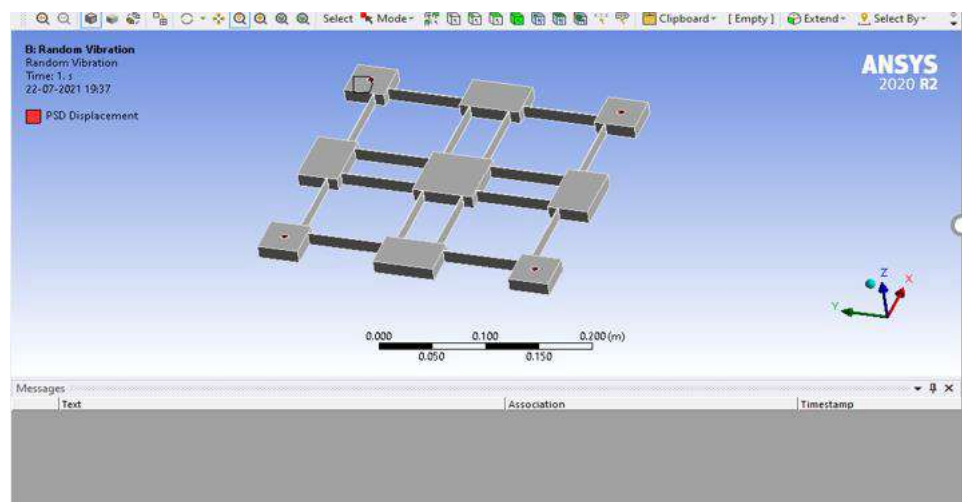 Select Mode Clipboard [Empty] Extend Select By
B: Random Vibration
Random Vibration
Time: 1. s
22-07-2021 19:37
PSD Displacement
ANSYS
2020 R2
Z
X
Y
0.000 0.100 0.200 (m)
0.050 0.150
Messages
Text Association Timestamp